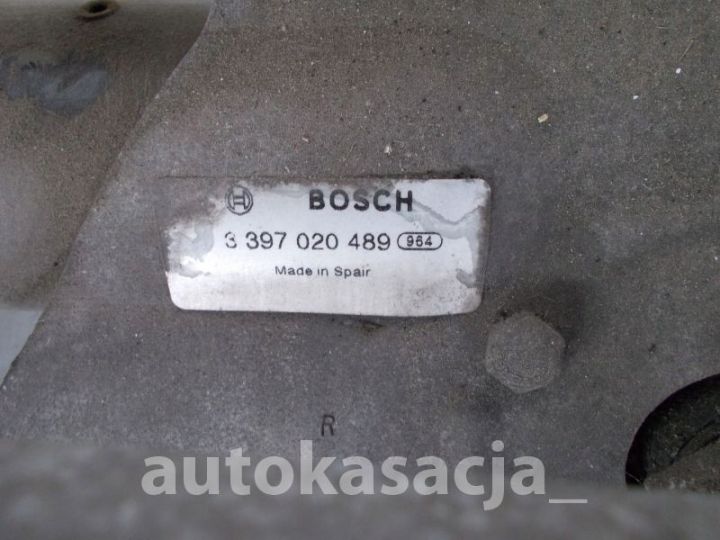 BOSCH
3 397 020 489 964
Made in Spain
R
autokasacja_